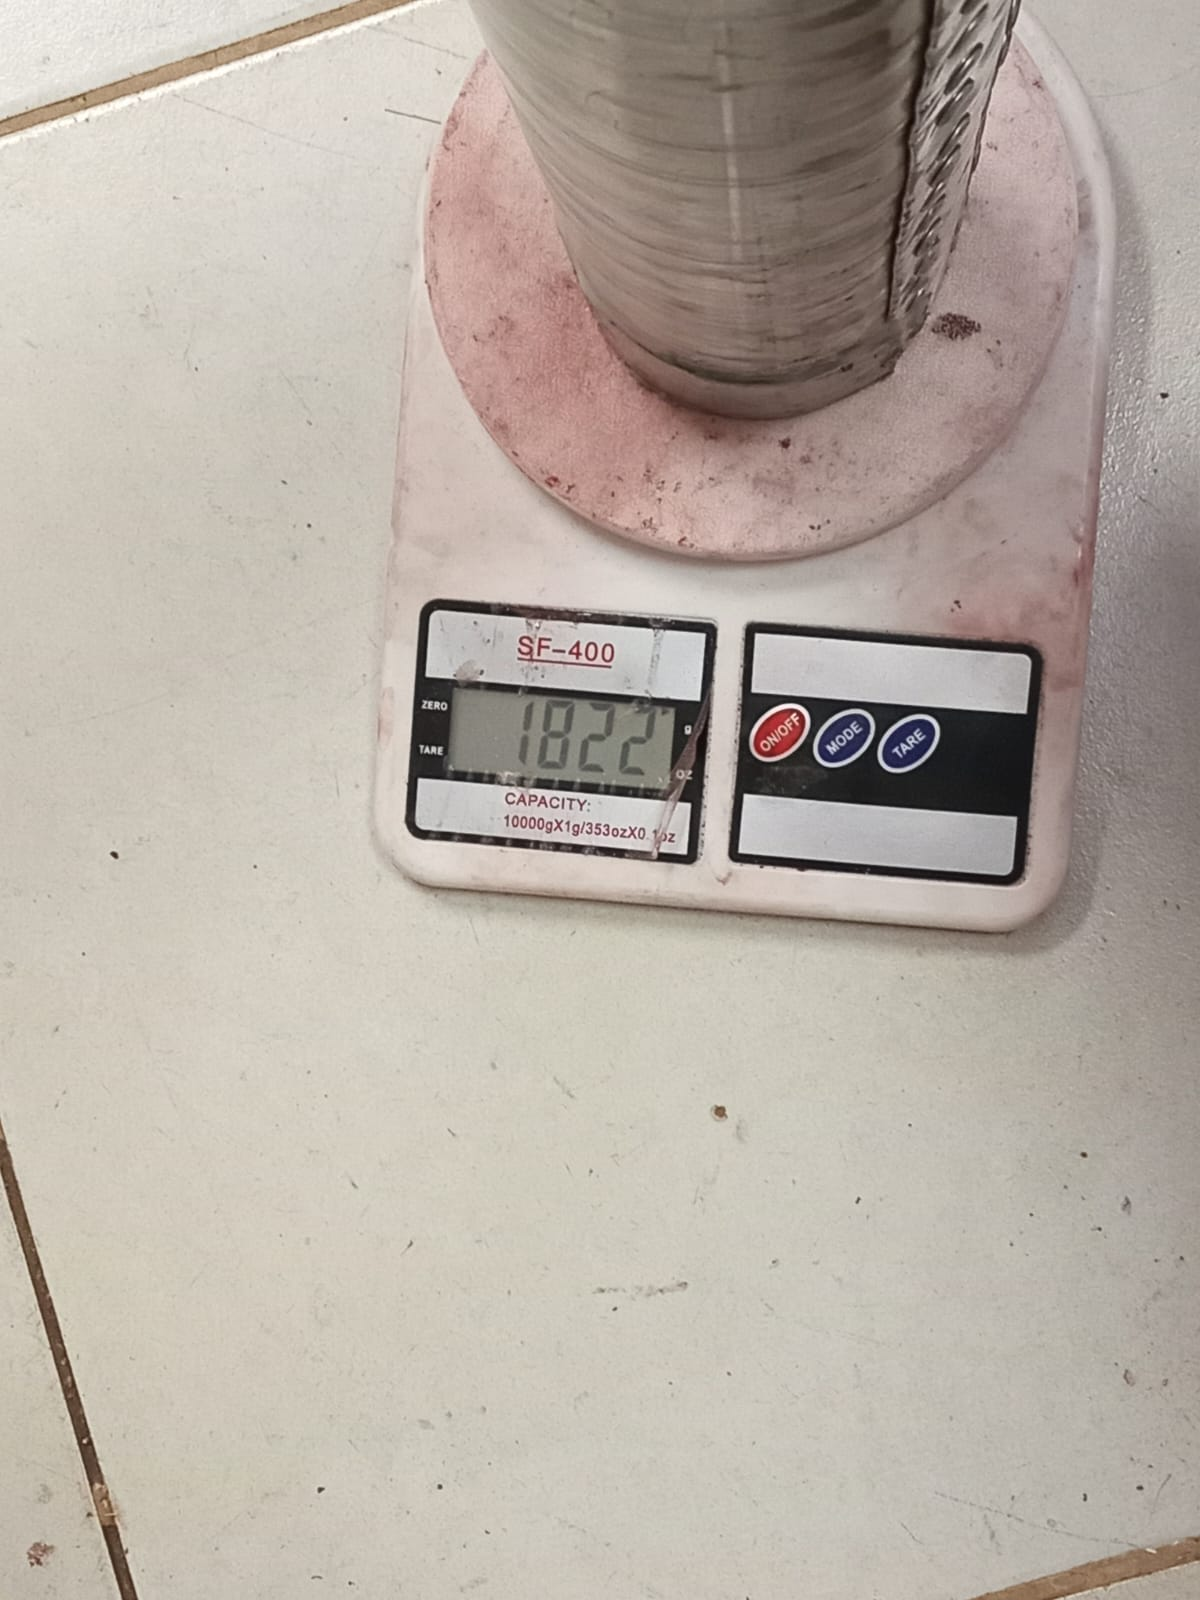 SF-400
ZERO
1822
g
TARE
oz
CAPACITY:
10000gX1g/353ozX0.1oz
ON/OFF
MODE
TARE